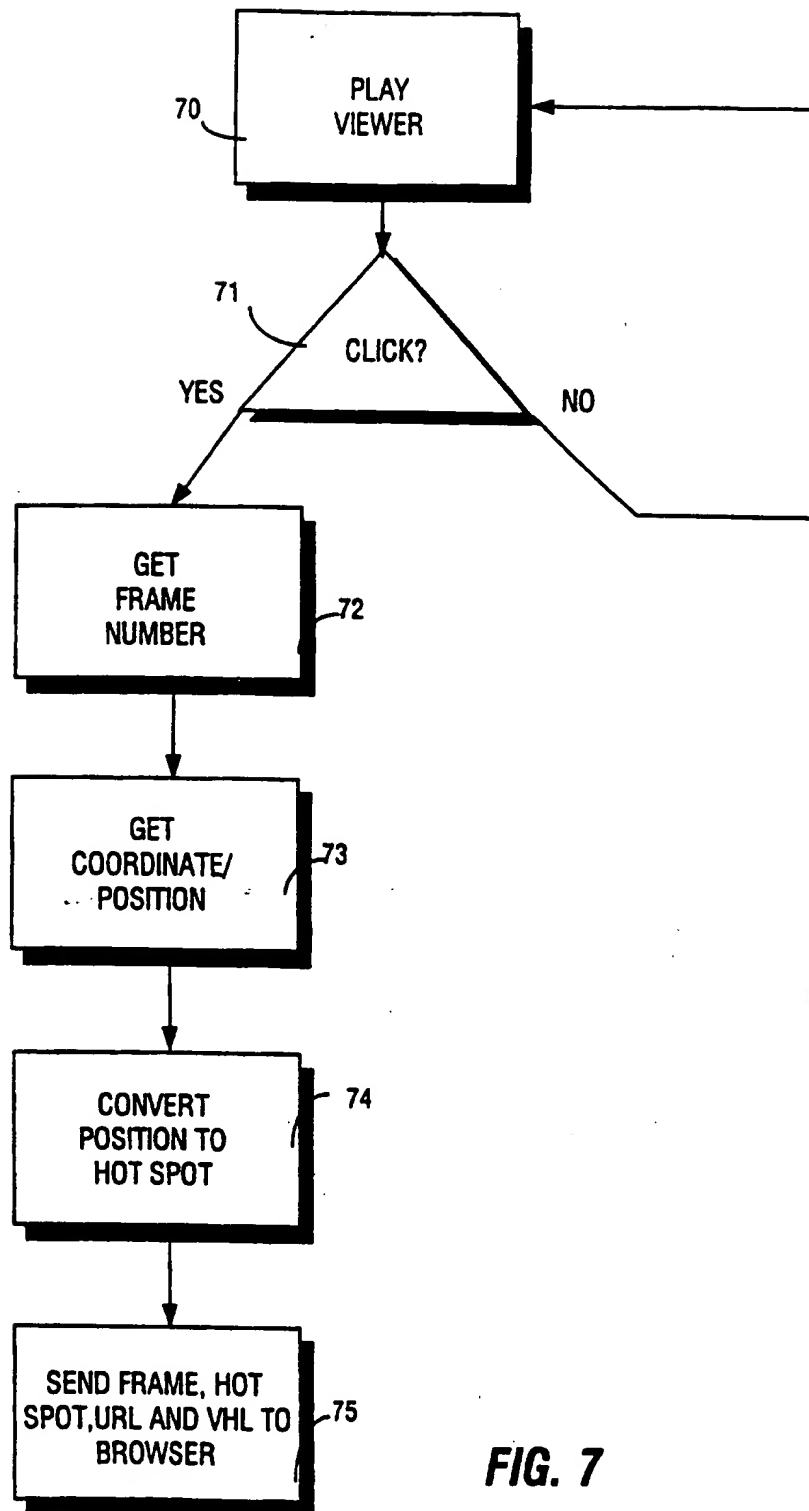 PLAY
VIEWER
70
71
CLICK?
YES
NO
GET
FRAME
NUMBER
72
GET
COORDINATE/
POSITION
73
CONVERT
POSITION TO
HOT SPOT
74
SEND FRAME, HOT
SPOT,URL AND VHL TO
BROWSER
75
FIG. 7